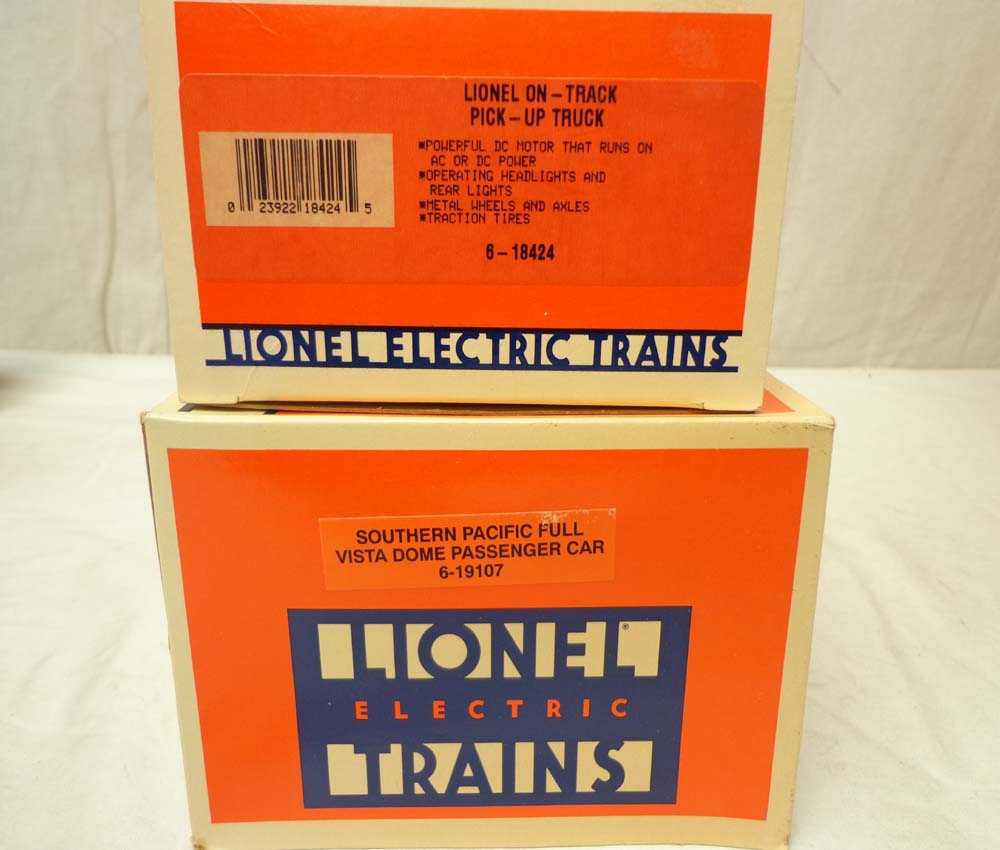 LIONEL ON-TRACK
PICK-UP TRUCK
*POWERFUL DC MOTOR THAT RUNS ON
AC OR DC POWER
*OPERATING HEADLIGHTS AND
REAR LIGHTS
*METAL WHEELS AND AXLES
*TRACTION TIRES
0 23922 18424 5
6-18424
LIONEL ELECTRIC TRAINS
SOUTHERN PACIFIC FULL
VISTA DOME PASSENGER CAR
6-19107
LIONEL®
ELECTRIC
TRAINS